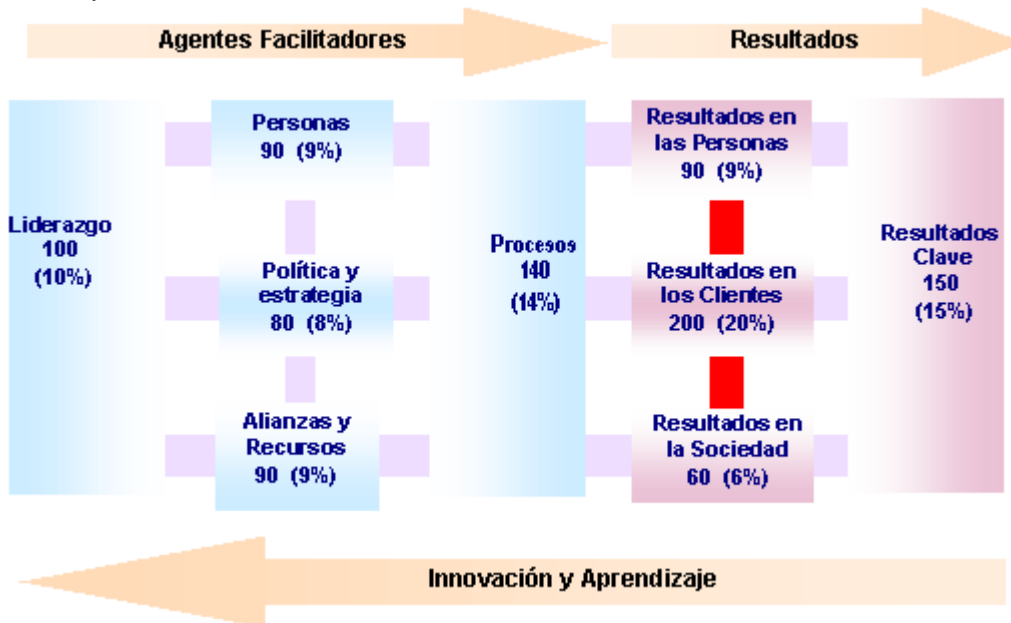 Agentes Facilitadores
Resultados
Personas
90 (9%)
Resultados en
las Personas
90 (9%)
Liderazgo
100
(10%)
Política y
estrategia
80 (8%)
Procesos
140
(14%)
Resultados en
los Clientes
200 (20%)
Resultados
Clave
150
(15%)
Alianzas y
Recursos
90 (9%)
Resultados en
la Sociedad
60 (6%)
Innovación y Aprendizaje